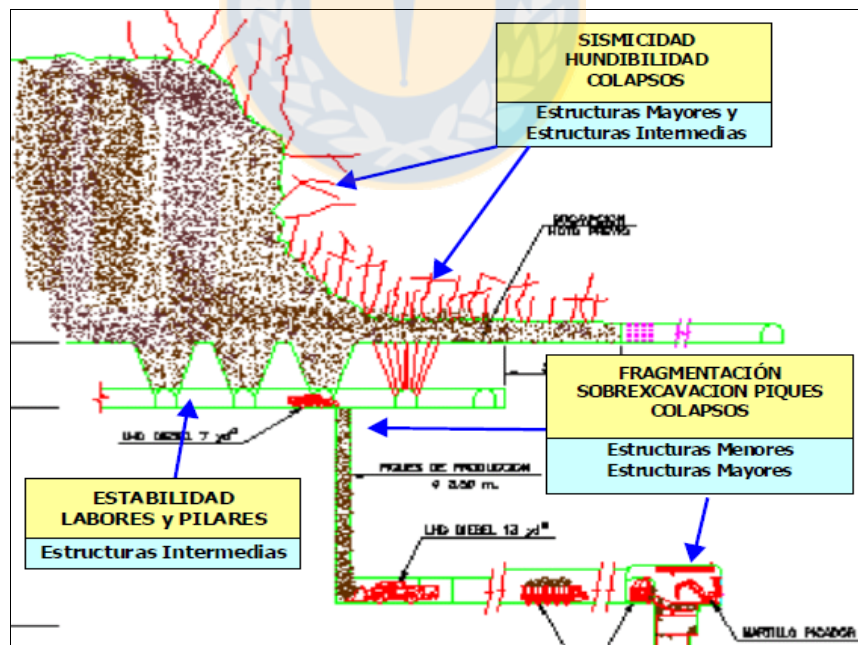 SISMICIDAD
HUNDIBILIDAD
COLAPSOS
Estructuras Mayores y
Estructuras Intermedias
FRAGMENTACIÓN
SOBREXCAVACION PIQUES
COLAPSOS
Estructuras Menores
Estructuras Mayores
LHD DIESEL 7 yd³
PIQUES DE PRODUCCION
ESTABILIDAD
LABORES y PILARES
Estructuras Intermedias
LHD DIESEL 13 yd³
MARTILLO PICADOR